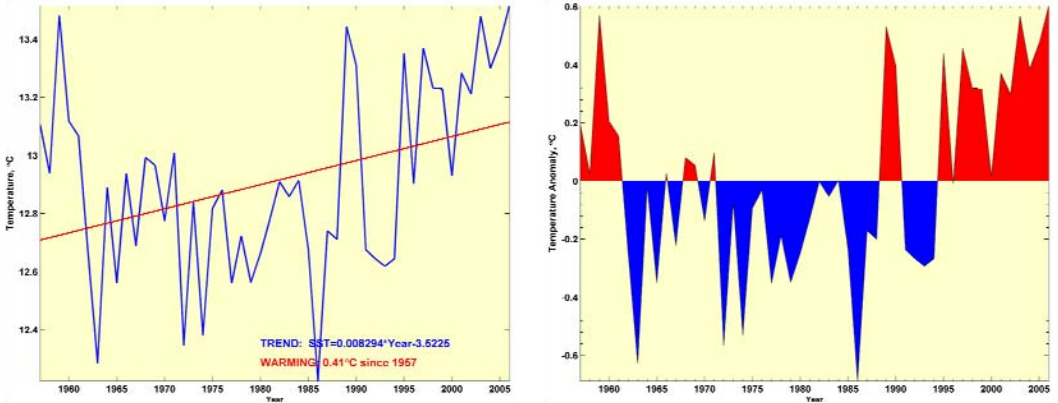 Temperature, °C
13.4
13.2
13
12.8
12.6
12.4
TREND: SST=0.008294*Year-3.5225
WARMING: 0.41°C since 1957
1960 1965 1970 1975 1980 1985 1990 1995 2000 2005
Year
Temperature Anomaly, °C
0.6
0.4
0.2
0
-0.2
-0.4
-0.6
1960 1965 1970 1975 1980 1985 1990 1995 2000 2005
Year